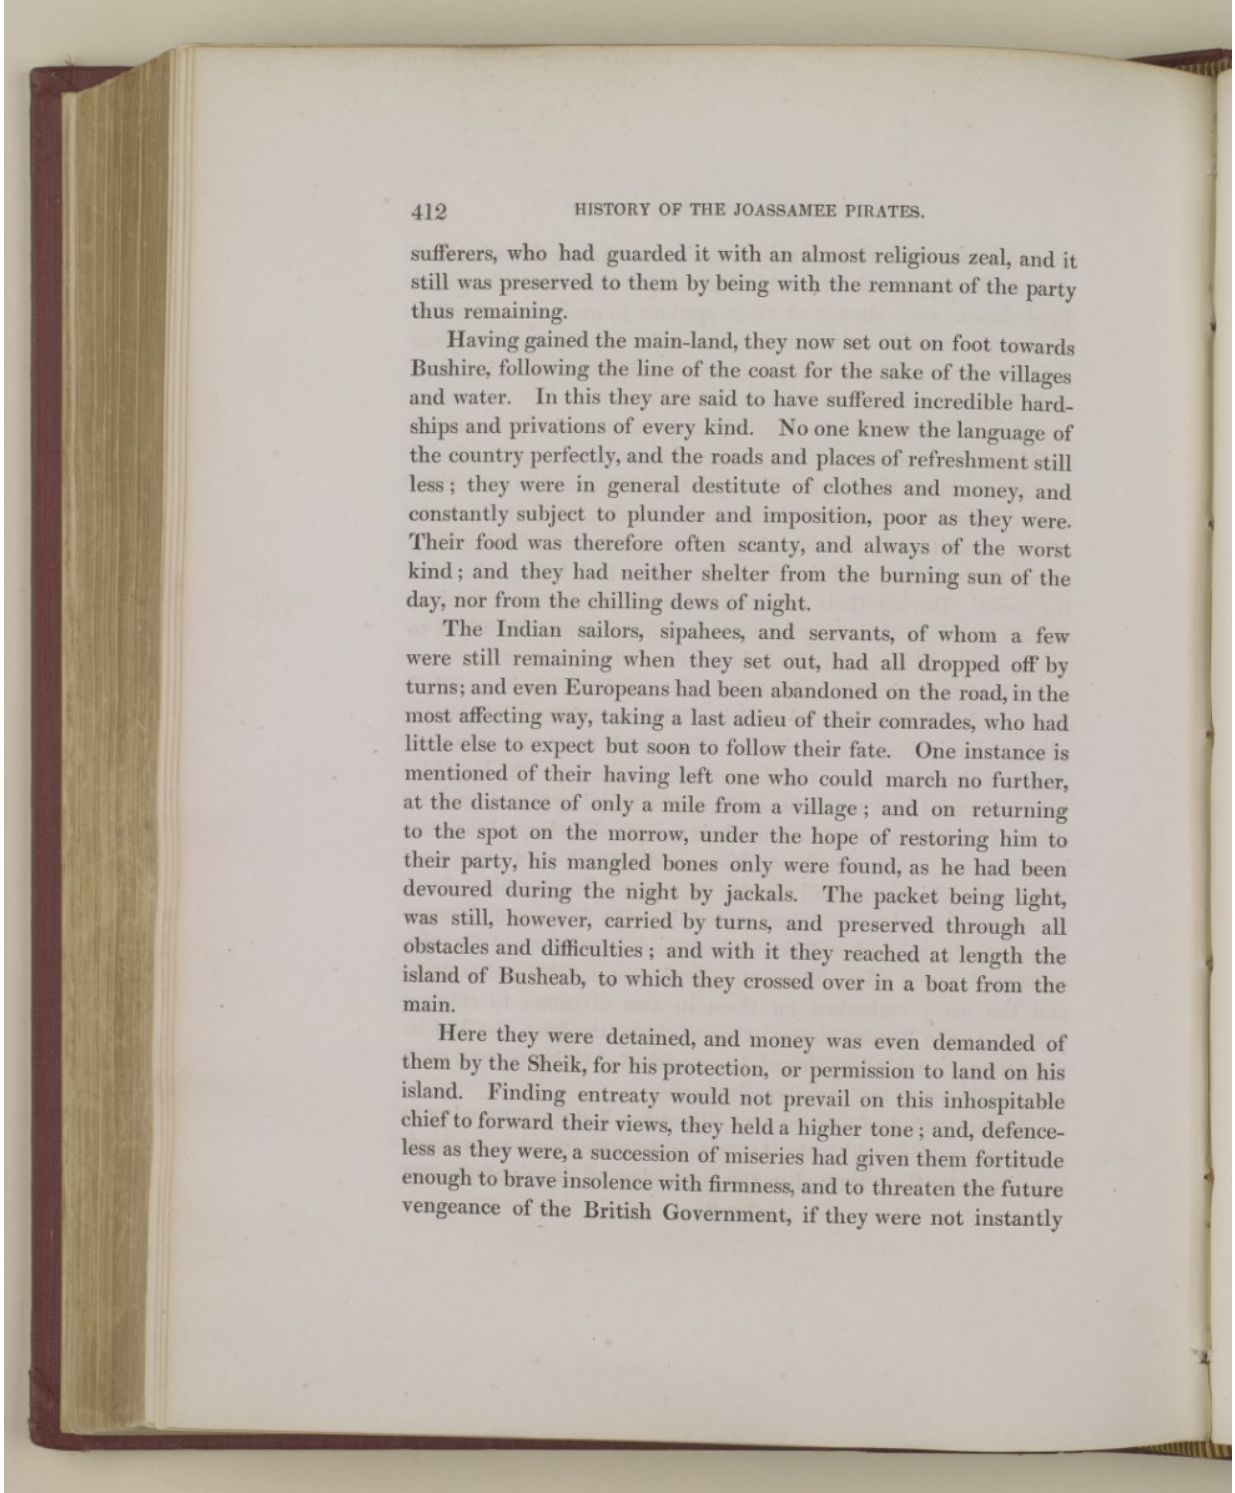 412 HISTORY OF THE JOASSAMEE PIRATES.
sufferers, who had guarded it with an almost religious zeal, and it
still was preserved to them by being with the remnant of the party
thus remaining.
Having gained the main-land, they now set out on foot towards
Bushire, following the line of the coast for the sake of the villages
and water. In this they are said to have suffered incredible hard-
ships and privations of every kind. No one knew the language of
the country perfectly, and the roads and places of refreshment still
less; they were in general destitute of clothes and money, and
constantly subject to plunder and imposition, poor as they were.
Their food was therefore often scanty, and always of the worst
kind; and they had neither shelter from the burning sun of the
day, nor from the chilling dews of night.
The Indian sailors, sipahees, and servants, of whom a few
were still remaining when they set out, had all dropped off by
turns; and even Europeans had been abandoned on the road, in the
most affecting way, taking a last adieu of their comrades, who had
little else to expect but soon to follow their fate. One instance is
mentioned of their having left one who could march no further,
at the distance of only a mile from a village; and on returning
to the spot on the morrow, under the hope of restoring him to
their party, his mangled bones only were found, as he had been
devoured during the night by jackals. The packet being light,
was still, however, carried by turns, and preserved through all
obstacles and difficulties; and with it they reached at length the
island of Busheab, to which they crossed over in a boat from the
main.
Here they were detained, and money was even demanded of
them by the Sheik, for his protection, or permission to land on his
island. Finding entreaty would not prevail on this inhospitable
chief to forward their views, they held a higher tone; and, defence-
less as they were, a succession of miseries had given them fortitude
enough to brave insolence with firmness, and to threaten the future
vengeance of the British Government, if they were not instantly